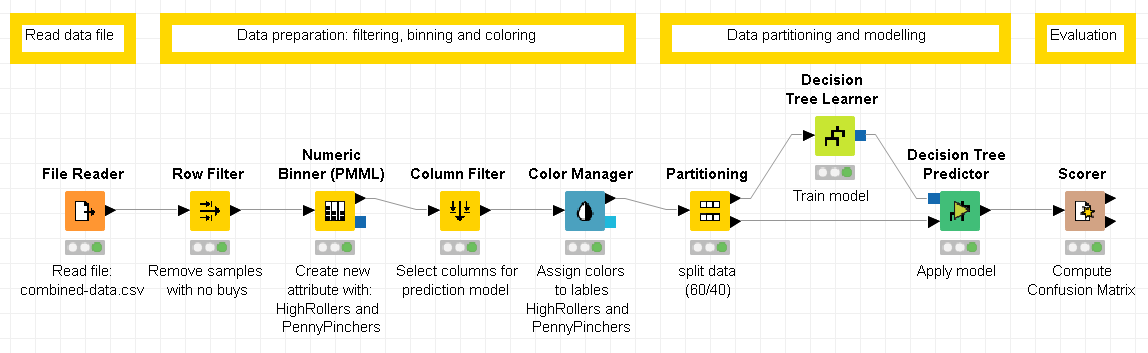 Read data file
Data preparation: filtering, binning and coloring
Data partitioning and modelling
Evaluation
File Reader
Read file:
combined-data.csv
Row Filter
Remove samples
with no buys
Numeric
Binner (PMML)
Create new
attribute with:
HighRollers and
PennyPinchers
Column Filter
Select columns for
prediction model
Color Manager
Assign colors
to lables
HighRollers and
PennyPinchers
Partitioning
split data
(60/40)
Decision
Tree Learner
Train model
Decision Tree
Predictor
Apply model
Scorer
Compute
Confusion Matrix